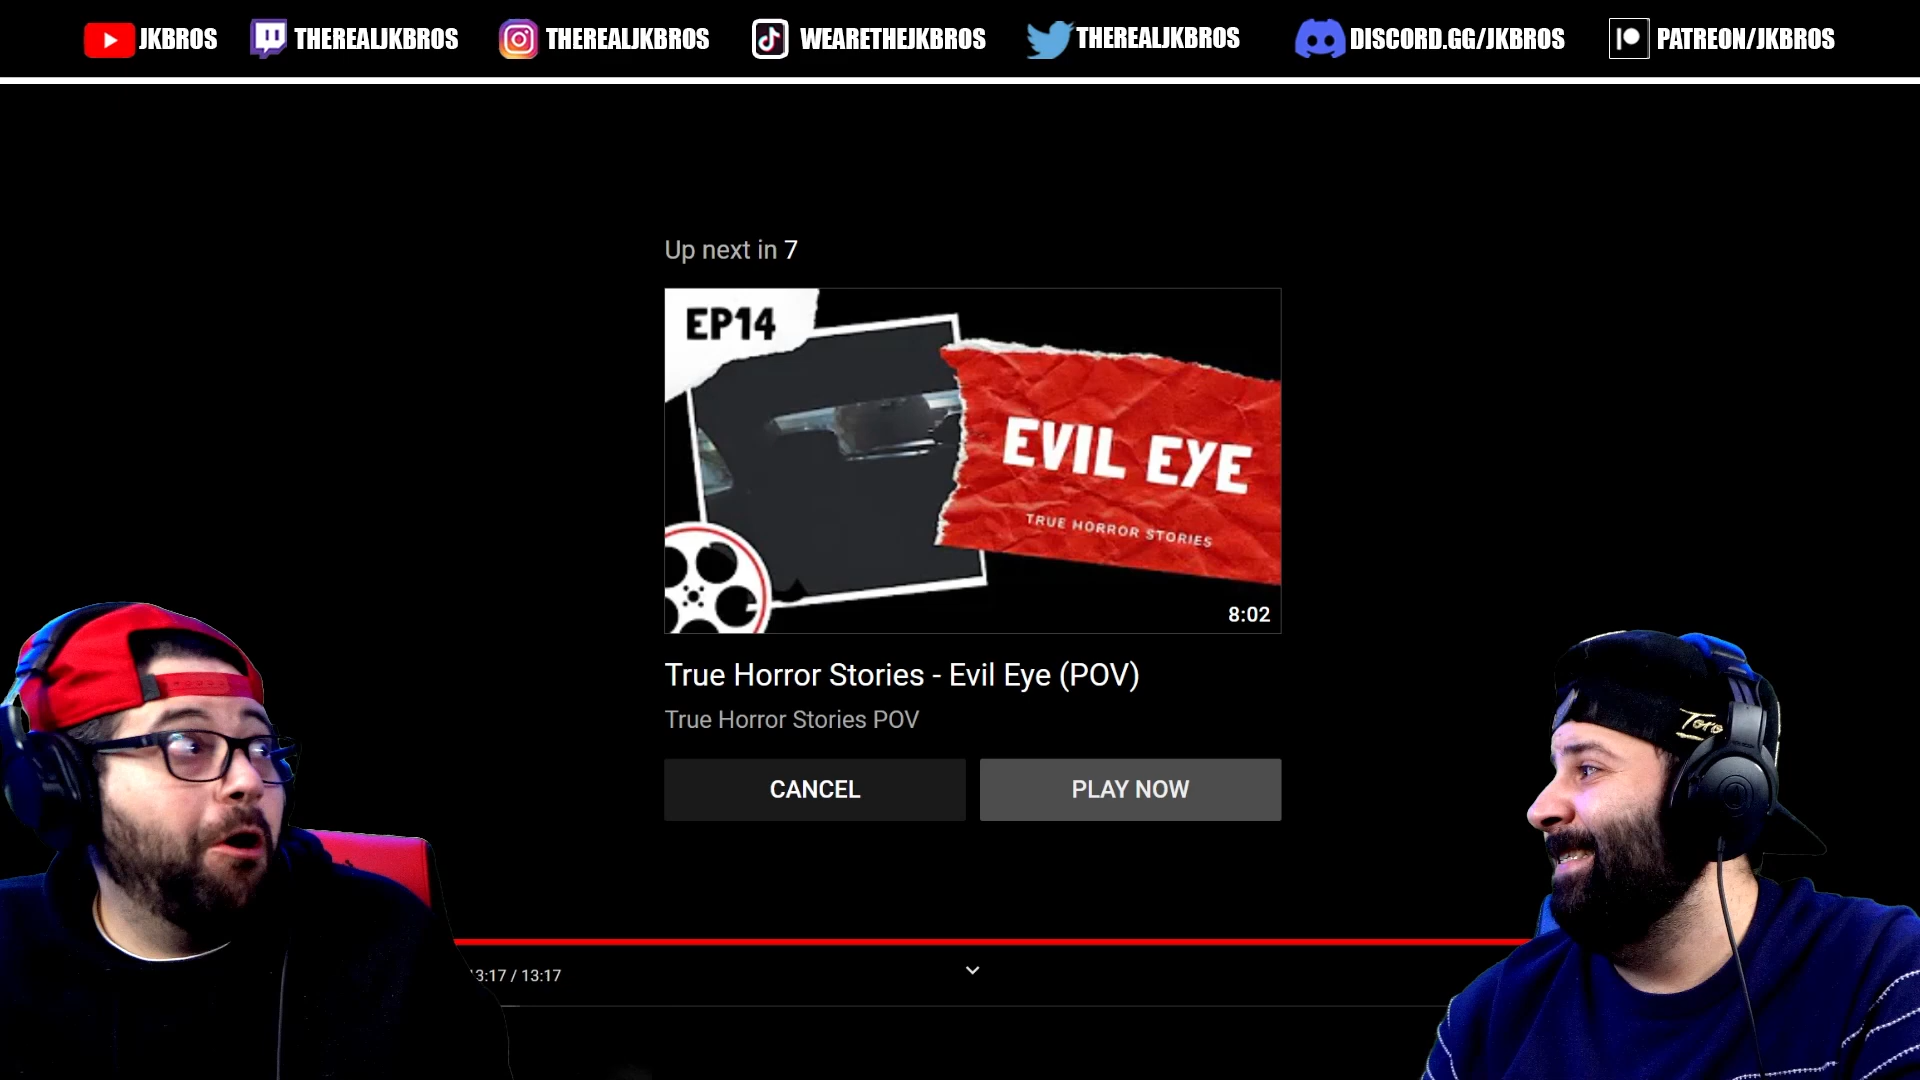 JKBROS THEREALJKBROS THEREALJKBROS WEARETHEJKBROS THEREALJKBROS DISCORD.GG/JKBROS PATREON/JKBROS
Up next in 7
EP14
EVIL EYE
TRUE HORROR STORIES
8:02
True Horror Stories - Evil Eye (POV)
True Horror Stories POV
CANCEL PLAY NOW
Toro
13:17 / 13:17